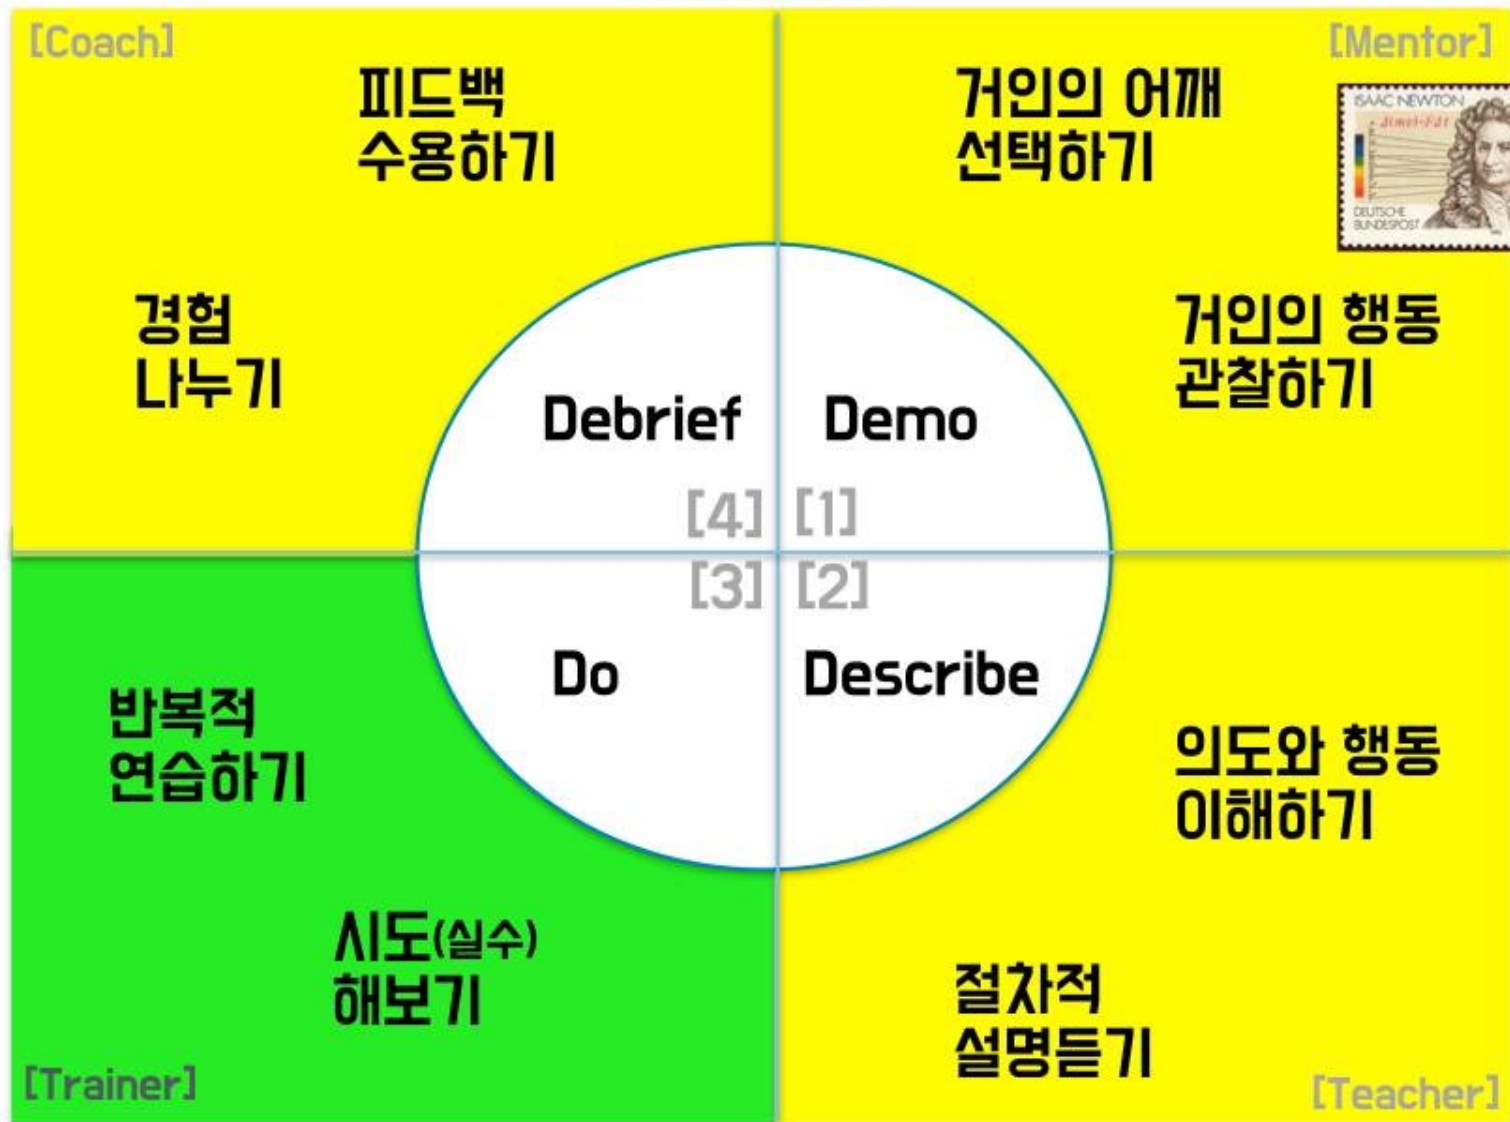 [Coach]
피드백
수용하기
경험
나누기
[Mentor]
거인의 어깨
선택하기
ISAAC NEWTON
DEUTSCHE
BUNDESPOST
거인의 행동
관찰하기
Debrief
Demo
[4]
[1]
[3]
[2]
Do
Describe
반복적
연습하기
시도(실수)
해보기
[Trainer]
의도와 행동
이해하기
절차적
설명듣기
[Teacher]